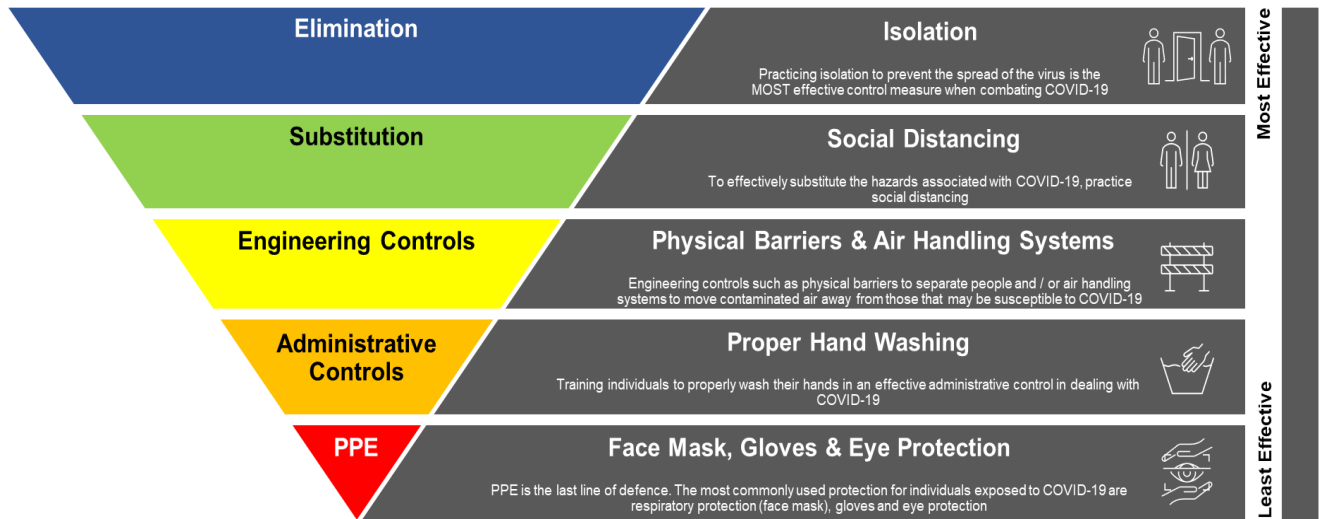 Elimination
Isolation
Practicing isolation to prevent the spread of the virus is the
MOST effective control measure when combating COVID-19
Substitution
Social Distancing
To effectively substitute the hazards associated with COVID-19, practice
social distancing
Engineering Controls
Physical Barriers & Air Handling Systems
Engineering controls such as physical barriers to separate people and / or air handling
systems to move contaminated air away from those that may be susceptible to COVID-19
Administrative
Controls
Proper Hand Washing
Training individuals to properly wash their hands in an effective administrative control in dealing with
COVID-19
PPE
Face Mask, Gloves & Eye Protection
PPE is the last line of defence. The most commonly used protection for individuals exposed to COVID-19 are
respiratory protection (face mask), gloves and eye protection
Most Effective
Least Effective